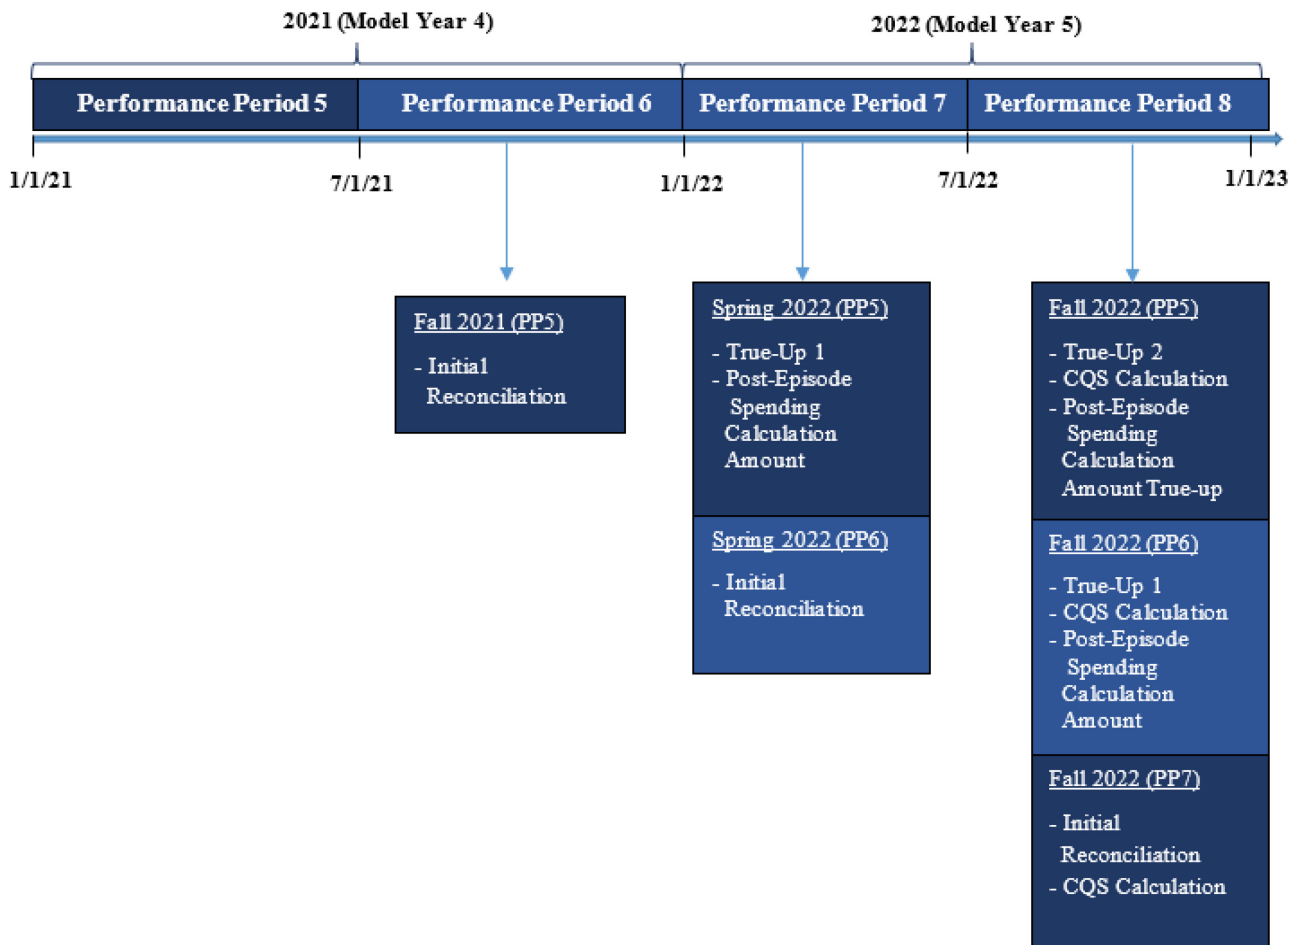 2021 (Model Year 4)
2022 (Model Year 5)
Performance Period 5
Performance Period 6
Performance Period 7
Performance Period 8
1/1/21
7/1/21
1/1/22
7/1/22
1/1/23
Fall 2021 (PP5)
- Initial
Reconciliation
Spring 2022 (PP5)
- True-Up 1
- Post-Episode
Spending
Calculation
Amount
Spring 2022 (PP6)
- Initial
Reconciliation
Fall 2022 (PP5)
- True-Up 2
- CQS Calculation
- Post-Episode
Spending
Calculation
Amount True-up
Fall 2022 (PP6)
- True-Up 1
- CQS Calculation
- Post-Episode
Spending
Calculation
Amount
Fall 2022 (PP7)
- Initial
Reconciliation
- CQS Calculation